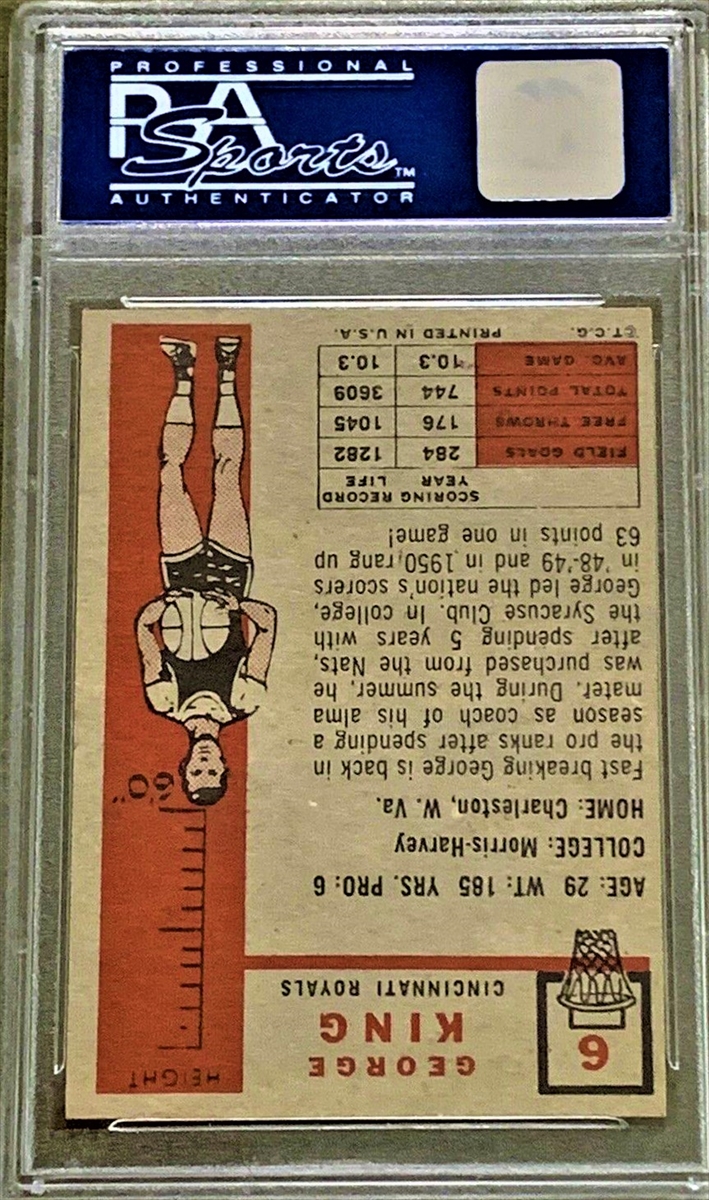 PROFESSIONAL
PSA
Sports™
AUTHENTICATOR
6
GEORGE
KING
CINCINNATI ROYALS
HEIGHT
6'0"
AGE: 29 WT: 185 YRS. PRO: 6
COLLEGE: Morris-Harvey
HOME: Charleston, W. Va.
Fast breaking George is back in
the pro ranks after spending a
season as coach of his alma
mater. During the summer, he
was purchased from the Nats,
after spending 5 years with
the Syracuse Club. In college,
George led the nation's scorers
in '48-'49 and in 1950 rang up
63 points in one game!
SCORING RECORD YEAR LIFE
FIELD GOALS 284 1282
FREE THROWS 176 1045
TOTAL POINTS 744 3609
AVG. GAME 10.3 10.3
©T.C.G. PRINTED IN U.S.A.